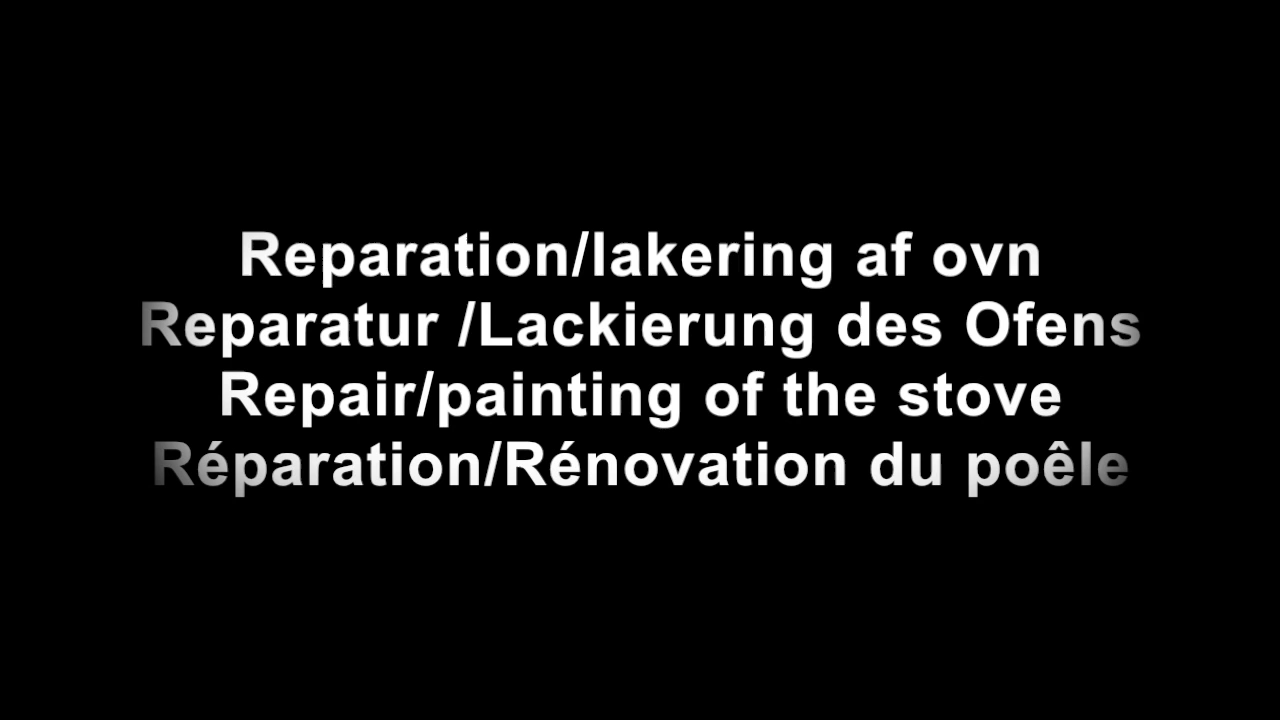 Reparation/lakering af ovn
Reparatur /Lackierung des Ofens
Repair/painting of the stove
Réparation/Rénovation du poêle